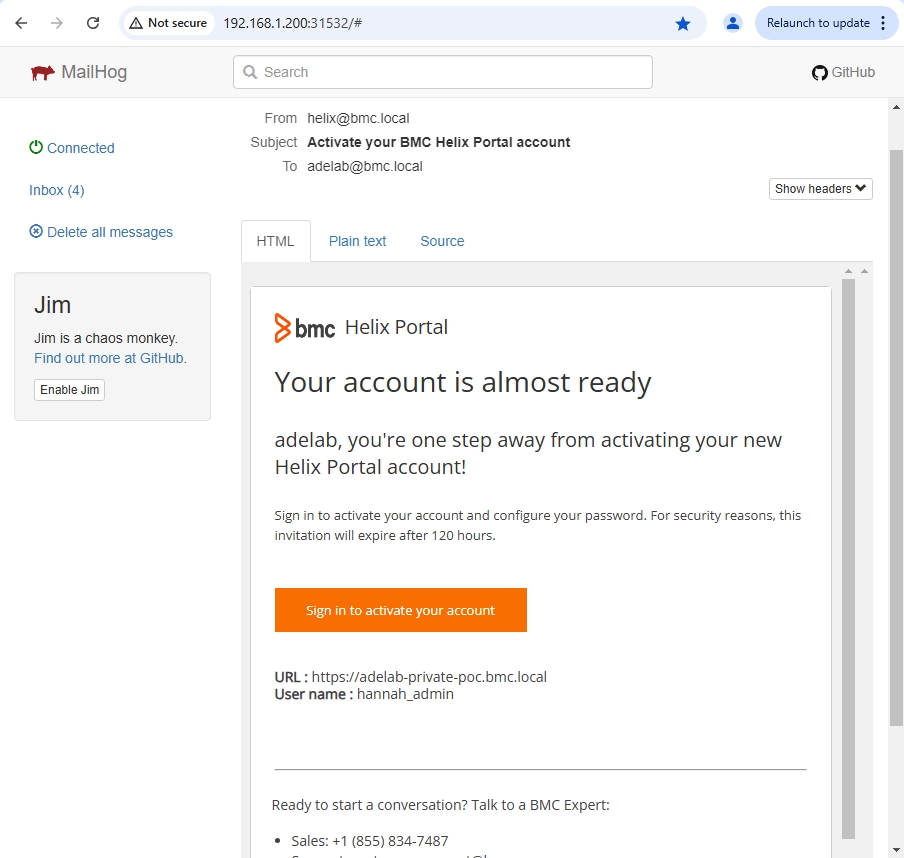 Not secure
192.168.1.200:31532/#
Relaunch to update
MailHog
Search
GitHub
Connected
Inbox (4)
Delete all messages
Jim
Jim is a chaos monkey.
Find out more at GitHub.
Enable Jim
From helix@bmc.local
Subject Activate your BMC Helix Portal account
To adelab@bmc.local
Show headers
HTML Plain text Source
bmc Helix Portal
Your account is almost ready
adelab, you're one step away from activating your new
Helix Portal account!
Sign in to activate your account and configure your password. For security reasons, this
invitation will expire after 120 hours.
Sign in to activate your account
URL : https://adelab-private-poc.bmc.local
User name : hannah_admin
Ready to start a conversation? Talk to a BMC Expert:
• Sales: +1 (855) 834-7487